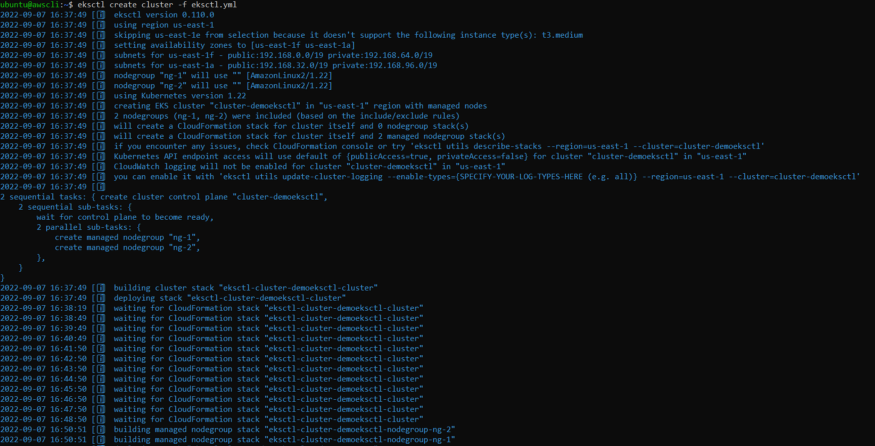 ubuntu@awscli:~$ eksctl create cluster -f eksctl.yml
2022-09-07 16:37:49 [ℹ]  eksctl version 0.110.0
2022-09-07 16:37:49 [ℹ]  using region us-east-1
2022-09-07 16:37:49 [ℹ]  skipping us-east-1e from selection because it doesn't support the following instance type(s): t3.medium
2022-09-07 16:37:49 [ℹ]  setting availability zones to [us-east-1f us-east-1a]
2022-09-07 16:37:49 [ℹ]  subnets for us-east-1f - public:192.168.0.0/19 private:192.168.64.0/19
2022-09-07 16:37:49 [ℹ]  subnets for us-east-1a - public:192.168.32.0/19 private:192.168.96.0/19
2022-09-07 16:37:49 [ℹ]  nodegroup "ng-1" will use "" [AmazonLinux2/1.22]
2022-09-07 16:37:49 [ℹ]  nodegroup "ng-2" will use "" [AmazonLinux2/1.22]
2022-09-07 16:37:49 [ℹ]  using Kubernetes version 1.22
2022-09-07 16:37:49 [ℹ]  creating EKS cluster "cluster-demoeksctl" in "us-east-1" region with managed nodes
2022-09-07 16:37:49 [ℹ]  2 nodegroups (ng-1, ng-2) were included (based on the include/exclude rules)
2022-09-07 16:37:49 [ℹ]  will create a CloudFormation stack for cluster itself and 0 nodegroup stack(s)
2022-09-07 16:37:49 [ℹ]  will create a CloudFormation stack for cluster itself and 2 managed nodegroup stack(s)
2022-09-07 16:37:49 [ℹ]  if you encounter any issues, check CloudFormation console or try 'eksctl utils describe-stacks --region=us-east-1 --cluster=cluster-demoeksctl'
2022-09-07 16:37:49 [ℹ]  Kubernetes API endpoint access will use default of {publicAccess=true, privateAccess=false} for cluster "cluster-demoeksctl" in "us-east-1"
2022-09-07 16:37:49 [ℹ]  CloudWatch logging will not be enabled for cluster "cluster-demoeksctl" in "us-east-1"
2022-09-07 16:37:49 [ℹ]  you can enable it with 'eksctl utils update-cluster-logging --enable-types={SPECIFY-YOUR-LOG-TYPES-HERE (e.g. all)} --region=us-east-1 --cluster=cluster-demoeksctl'
2022-09-07 16:37:49 [ℹ]
2 sequential tasks: { create cluster control plane "cluster-demoeksctl",
    2 sequential sub-tasks: {
        wait for control plane to become ready,
        2 parallel sub-tasks: {
            create managed nodegroup "ng-1",
            create managed nodegroup "ng-2",
        },
    }
}
2022-09-07 16:37:49 [ℹ]  building cluster stack "eksctl-cluster-demoeksctl-cluster"
2022-09-07 16:37:49 [ℹ]  deploying stack "eksctl-cluster-demoeksctl-cluster"
2022-09-07 16:38:19 [ℹ]  waiting for CloudFormation stack "eksctl-cluster-demoeksctl-cluster"
2022-09-07 16:38:49 [ℹ]  waiting for CloudFormation stack "eksctl-cluster-demoeksctl-cluster"
2022-09-07 16:39:49 [ℹ]  waiting for CloudFormation stack "eksctl-cluster-demoeksctl-cluster"
2022-09-07 16:40:49 [ℹ]  waiting for CloudFormation stack "eksctl-cluster-demoeksctl-cluster"
2022-09-07 16:41:50 [ℹ]  waiting for CloudFormation stack "eksctl-cluster-demoeksctl-cluster"
2022-09-07 16:42:50 [ℹ]  waiting for CloudFormation stack "eksctl-cluster-demoeksctl-cluster"
2022-09-07 16:43:50 [ℹ]  waiting for CloudFormation stack "eksctl-cluster-demoeksctl-cluster"
2022-09-07 16:44:50 [ℹ]  waiting for CloudFormation stack "eksctl-cluster-demoeksctl-cluster"
2022-09-07 16:45:50 [ℹ]  waiting for CloudFormation stack "eksctl-cluster-demoeksctl-cluster"
2022-09-07 16:46:50 [ℹ]  waiting for CloudFormation stack "eksctl-cluster-demoeksctl-cluster"
2022-09-07 16:47:50 [ℹ]  waiting for CloudFormation stack "eksctl-cluster-demoeksctl-cluster"
2022-09-07 16:48:50 [ℹ]  waiting for CloudFormation stack "eksctl-cluster-demoeksctl-cluster"
2022-09-07 16:50:51 [ℹ]  building managed nodegroup stack "eksctl-cluster-demoeksctl-nodegroup-ng-2"
2022-09-07 16:50:51 [ℹ]  building managed nodegroup stack "eksctl-cluster-demoeksctl-nodegroup-ng-1"